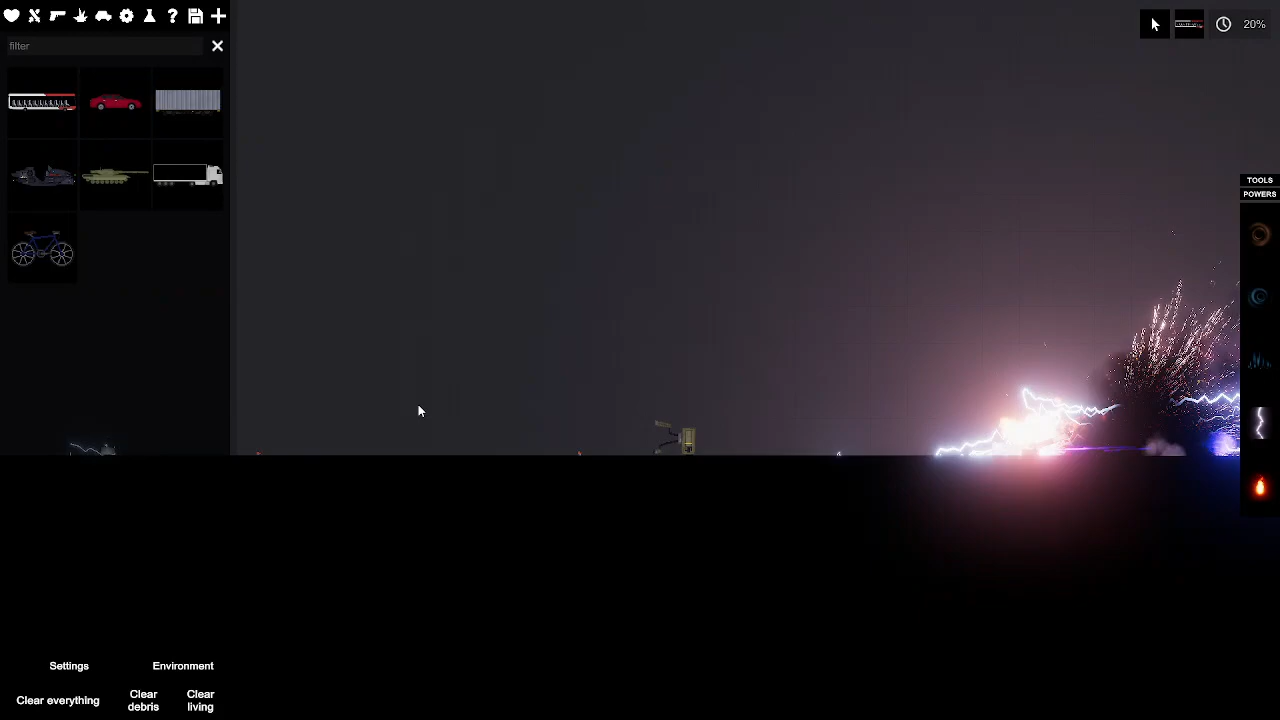 filter
20%
TOOLS
POWERS
Settings
Environment
Clear everything
Clear
debris
Clear
living